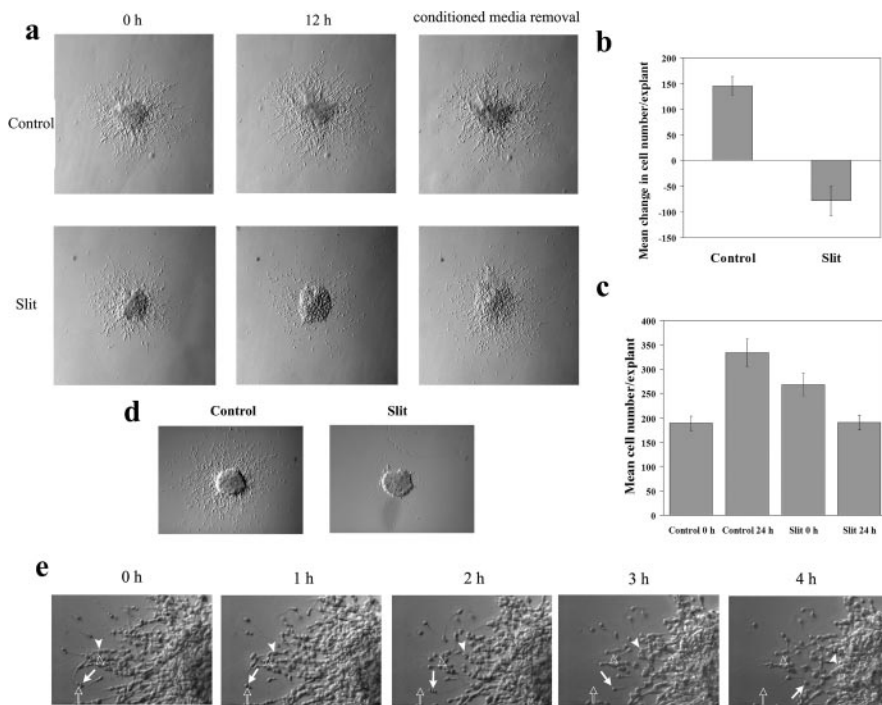 a
0 h
12 h
conditioned media removal
Control
Slit
b
Mean change in cell number/explant
200
150
100
50
0
-50
-100
-150
Control
Slit
c
Mean cell number/explant
400
350
300
250
200
150
100
50
0
Control 0 h
Control 24 h
Slit 0 h
Slit 24 h
d
Control
Slit
e
0 h
1 h
2 h
3 h
4 h